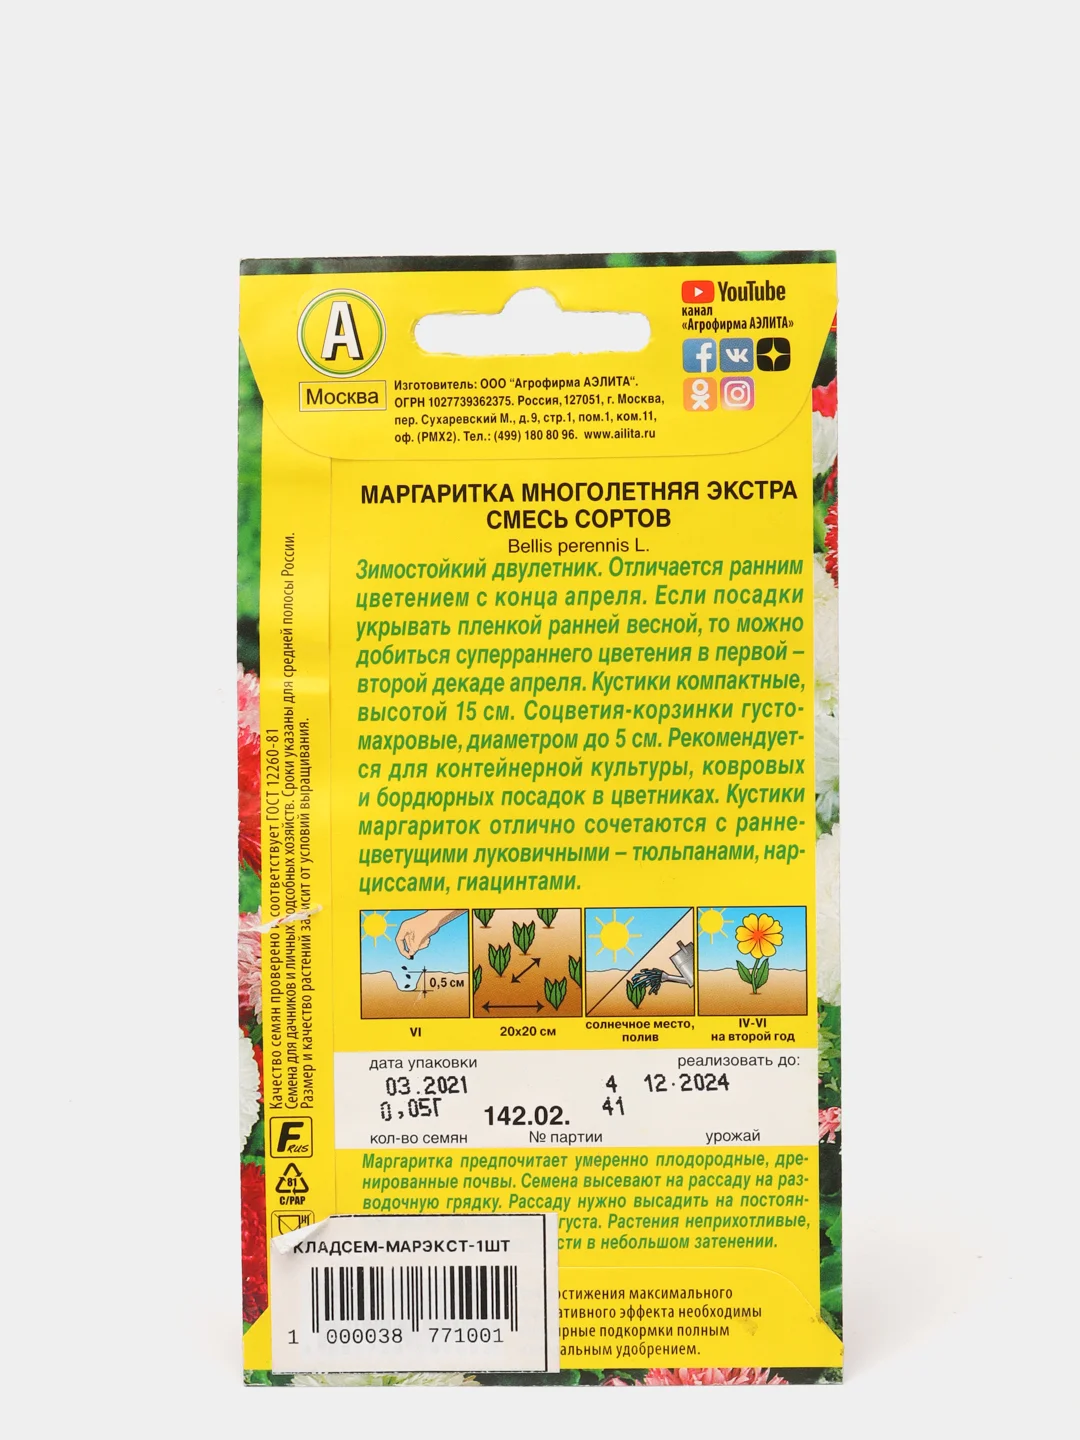 YouTube
канал
«Агрофирма АЭЛИТА»
А
Москва
Изготовитель: ООО "Агрофирма АЭЛИТА".
ОГРН 1027739362375. Россия, 127051, г. Москва,
пер. Сухаревский М., д.9, стр.1, пом.1, ком.11,
оф. (РМХ2). Тел.: (499) 180 80 96. www.ailita.ru
МАРГАРИТКА МНОГОЛЕТНЯЯ ЭКСТРА
СМЕСЬ СОРТОВ
Bellis perennis L.
Зимостойкий двулетник. Отличается ранним
цветением с конца апреля. Если посадки
укрывать пленкой ранней весной, то можно
добиться суперраннего цветения в первой –
второй декаде апреля. Кустики компактные,
высотой 15 см. Соцветия-корзинки густо-
махровые, диаметром до 5 см. Рекомендует-
ся для контейнерной культуры, ковровых
и бордюрных посадок в цветниках. Кустики
маргариток отлично сочетаются с ранне-
цветущими луковичными – тюльпанами, нар-
циссами, гиацинтами.
Качество семян проверено и соответствует ГОСТ 12260-81
Семена для дачников и личных подсобных хозяйств. Сроки указаны для средней полосы России.
Размер и качество растений зависит от условий выращивания.
0,5 см
VI
20х20 см
солнечное место,
полив
IV-VI
на второй год
дата упаковки
реализовать до:
03.2021
4 12.2024
0,05Г
142.02.
41
кол-во семян
№ партии
урожай
F RUS
81
C/PAP
Маргаритка предпочитает умеренно плодородные, дре-
нированные почвы. Семена высевают на рассаду на раз-
водочную грядку. Рассаду нужно высадить на постоян-
густа. Растения неприхотливые,
сти в небольшом затенении.
КЛАДСЕМ-МАРЭКСТ-1ШТ
1 000038 771001
остижения максимального
ативного эффекта необходимы
ярные подкормки полным
альным удобрением.